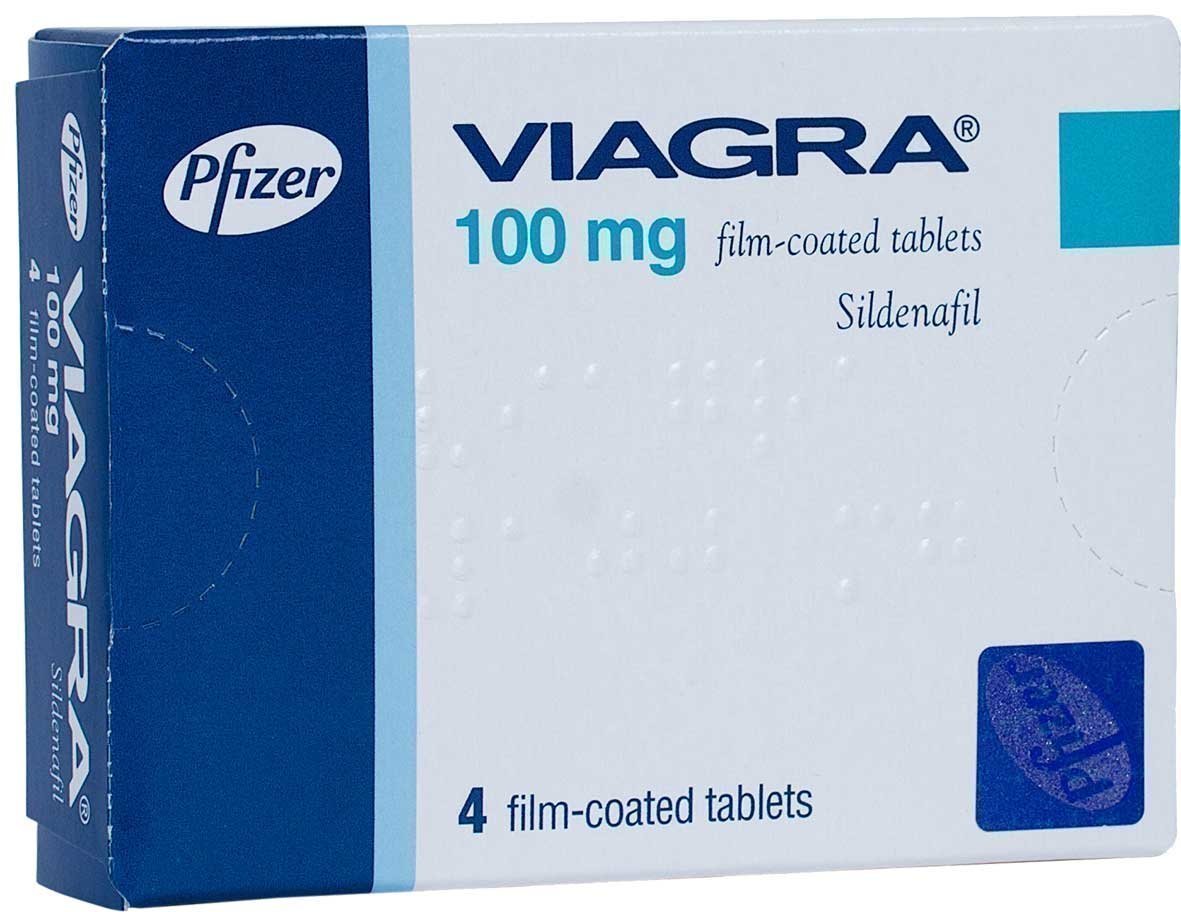 Pfizer
100 mg
4 film-coated tablets
VIAGRA®
Sildenafil
Pfizer
VIAGRA®
100 mg film-coated tablets
Sildenafil
4 film-coated tablets
Pfizer